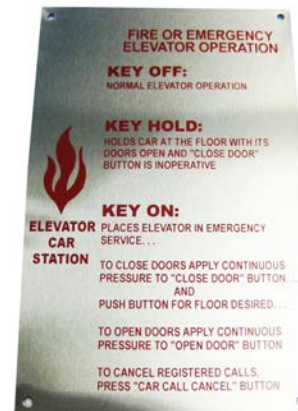 FIRE OR EMERGENCY
ELEVATOR OPERATION
KEY OFF:
NORMAL ELEVATOR OPERATION
KEY HOLD:
HOLDS CAR AT THE FLOOR WITH ITS
DOORS OPEN AND "CLOSE DOOR"
BUTTON IS INOPERATIVE
ELEVATOR
CAR
STATION
KEY ON:
PLACES ELEVATOR IN EMERGENCY
SERVICE. . .
TO CLOSE DOORS APPLY CONTINUOUS
PRESSURE TO "CLOSE DOOR" BUTTON. . .
AND
PUSH BUTTON FOR FLOOR DESIRED. . .
TO OPEN DOORS APPLY CONTINUOUS
PRESSURE TO "OPEN DOOR" BUTTON
TO CANCEL REGISTERED CALLS,
PRESS "CAR CALL CANCEL" BUTTON